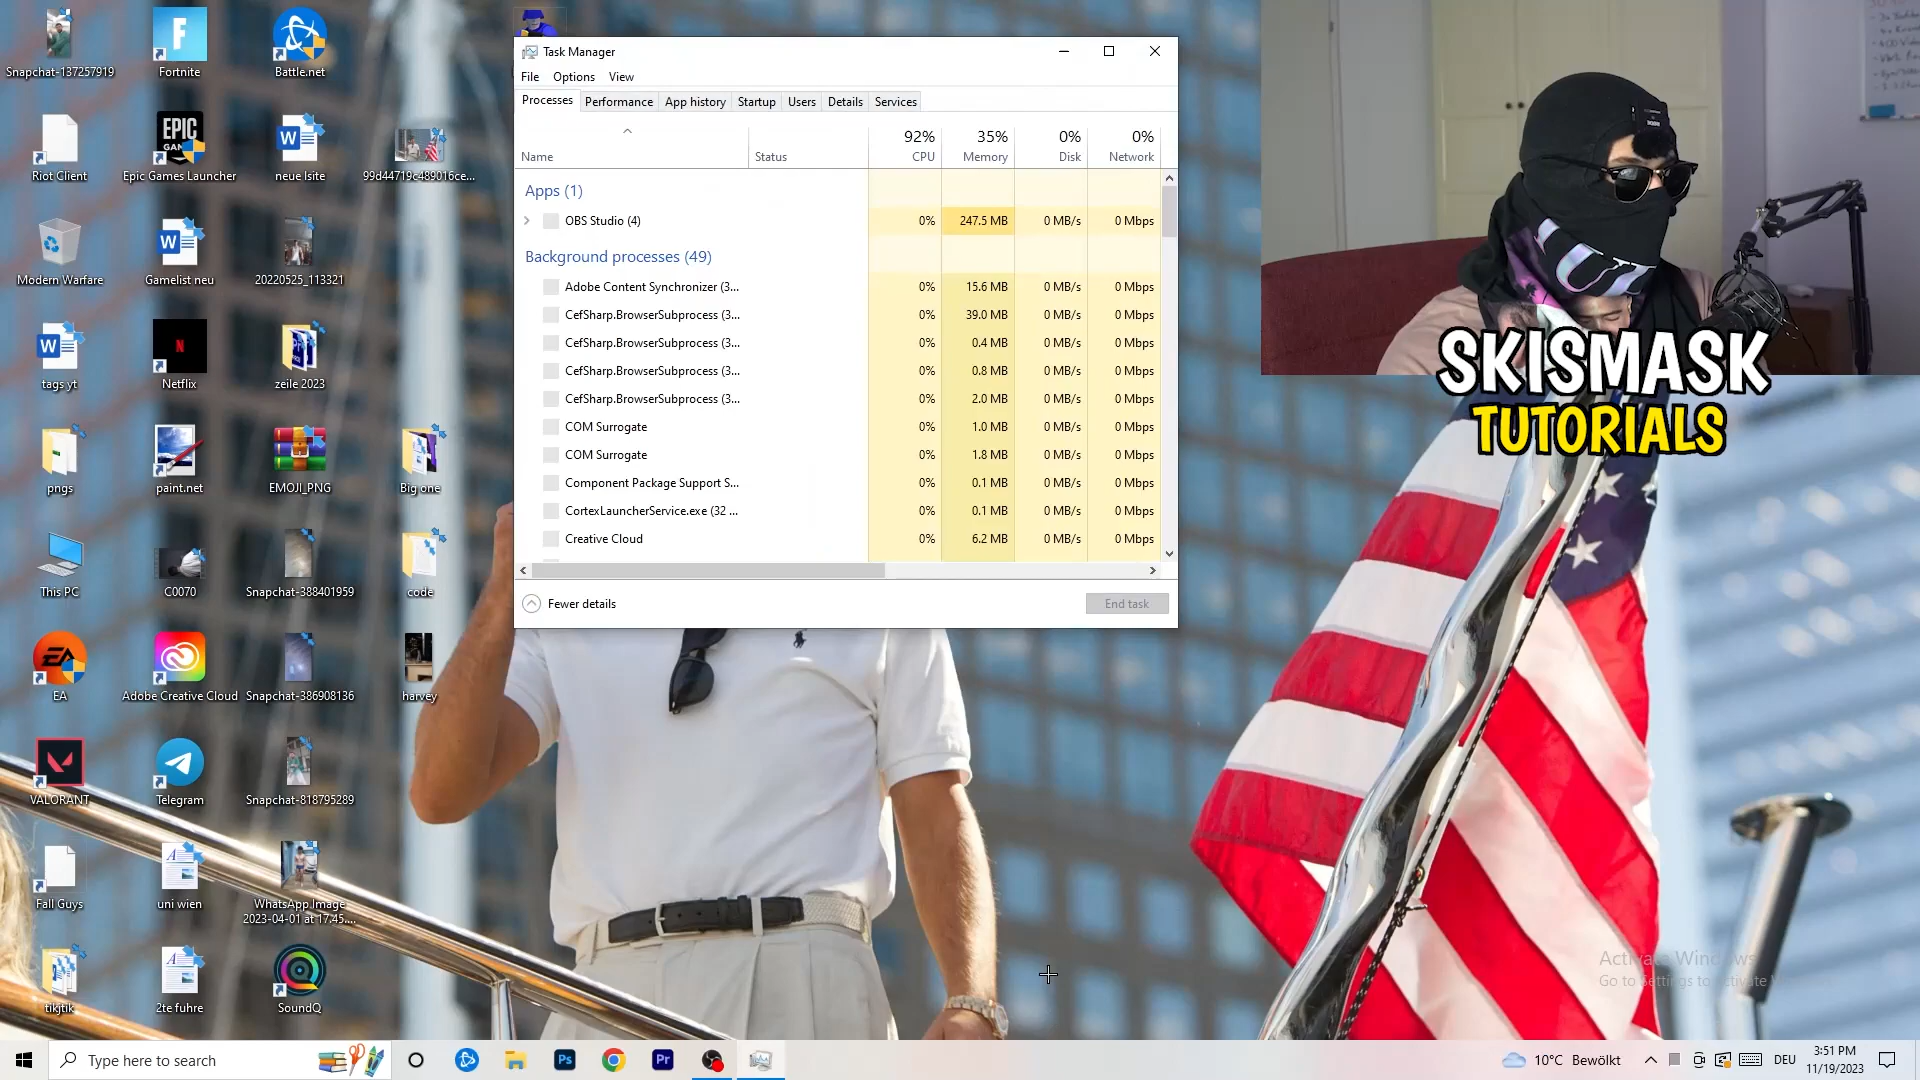 Snapchat-137257919
Fortnite
Battle.net
Riot Client
EPIC
Epic Games Launcher
neue lsite
99d44719c489016ce...
Modern Warfare
Gamelist neu
20220525_113321
tags yt
Netflix
zeile 2023
pngs
paint.net
EMOJI_PNG
Big one
This PC
C0070
Snapchat-388401959
code
EA
Adobe Creative Cloud
Snapchat-386908136
harvey
VALORANT
Telegram
Snapchat-818795289
Fall Guys
uni wien
WhatsApp Image
2023-04-01 at 17.45....
tikjtik
2te fuhre
SoundQ
Task Manager
File Options View
Processes Performance App history Startup Users Details Services
92% 35% 0% 0%
Name Status CPU Memory Disk Network
Apps (1)
OBS Studio (4) 0% 247.5 MB 0 MB/s 0 Mbps
Background processes (49)
Adobe Content Synchronizer (3... 0% 15.6 MB 0 MB/s 0 Mbps
CefSharp.BrowserSubprocess (3... 0% 39.0 MB 0 MB/s 0 Mbps
CefSharp.BrowserSubprocess (3... 0% 0.4 MB 0 MB/s 0 Mbps
CefSharp.BrowserSubprocess (3... 0% 0.8 MB 0 MB/s 0 Mbps
CefSharp.BrowserSubprocess (3... 0% 2.0 MB 0 MB/s 0 Mbps
COM Surrogate 0% 1.0 MB 0 MB/s 0 Mbps
COM Surrogate 0% 1.8 MB 0 MB/s 0 Mbps
Component Package Support S... 0% 0.1 MB 0 MB/s 0 Mbps
CortexLauncherService.exe (32 ... 0% 0.1 MB 0 MB/s 0 Mbps
Creative Cloud 0% 6.2 MB 0 MB/s 0 Mbps
Fewer details End task
SKISMASK
TUTORIALS
Activate Windows
Go to Settings to activate
Type here to search
Ps
Pr
10°C Bewölkt
DEU
3:51 PM
11/19/2023